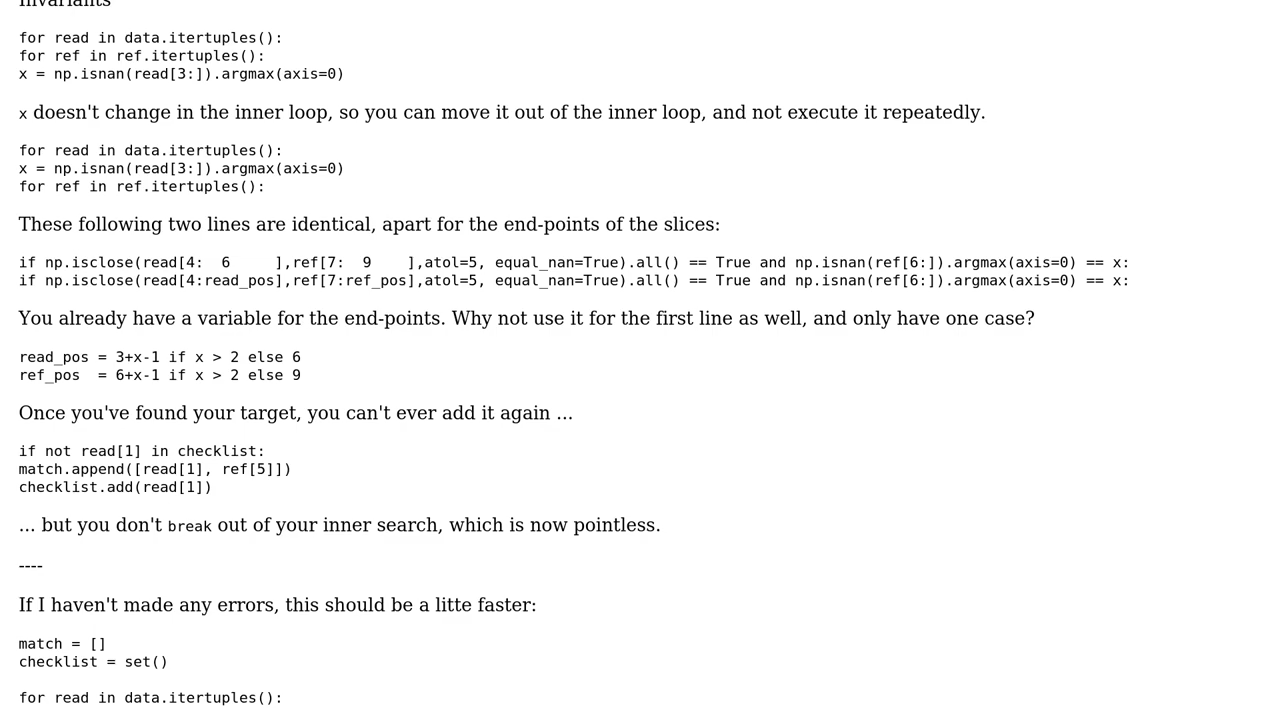 Invariants
for read in data.itertuples():
for ref in ref.itertuples():
x = np.isnan(read[3:]).argmax(axis=0)
x doesn't change in the inner loop, so you can move it out of the inner loop, and not execute it repeatedly.
for read in data.itertuples():
x = np.isnan(read[3:]).argmax(axis=0)
for ref in ref.itertuples():
These following two lines are identical, apart for the end-points of the slices:
if np.isclose(read[4:  6     ],ref[7:  9    ],atol=5, equal_nan=True).all() == True and np.isnan(ref[6:]).argmax(axis=0) == x:
if np.isclose(read[4:read_pos],ref[7:ref_pos],atol=5, equal_nan=True).all() == True and np.isnan(ref[6:]).argmax(axis=0) == x:
You already have a variable for the end-points. Why not use it for the first line as well, and only have one case?
read_pos = 3+x-1 if x > 2 else 6
ref_pos  = 6+x-1 if x > 2 else 9
Once you've found your target, you can't ever add it again ...
if not read[1] in checklist:
match.append([read[1], ref[5]])
checklist.add(read[1])
... but you don't break out of your inner search, which is now pointless.
----
If I haven't made any errors, this should be a litte faster:
match = []
checklist = set()
for read in data.itertuples():